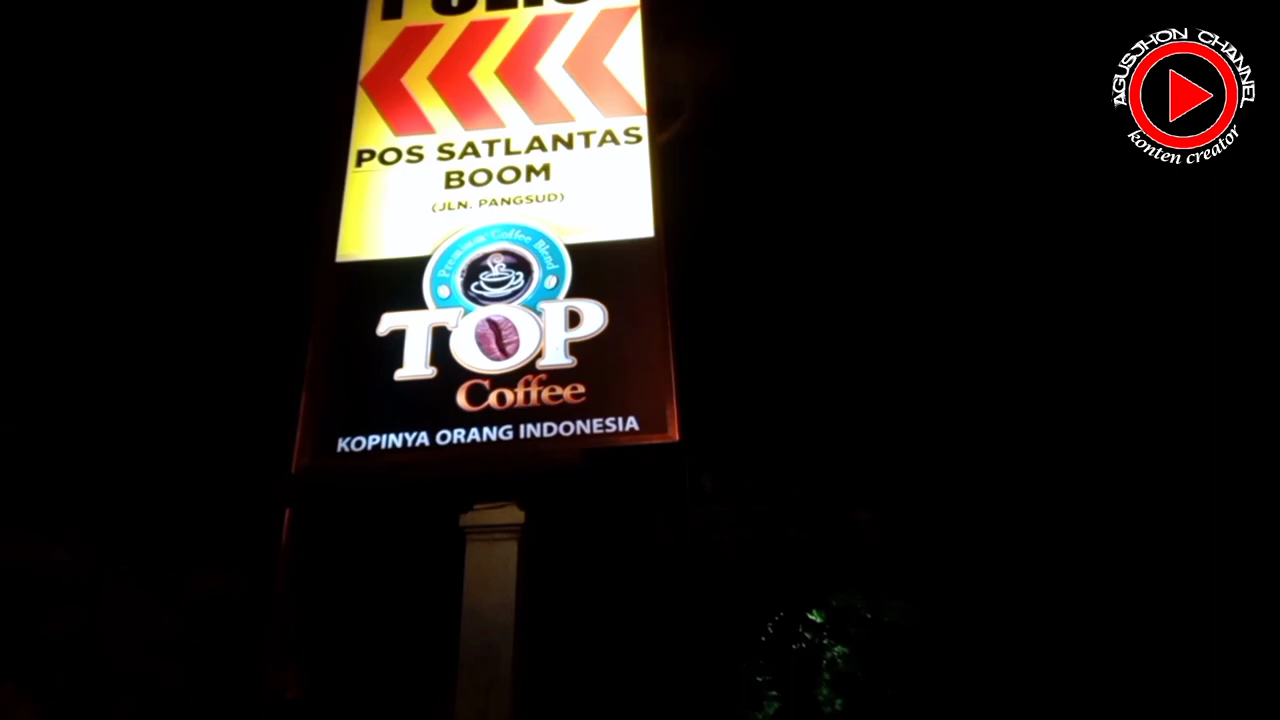 POS SATLANTAS
BOOM
(JLN. PANGSUD)
Premium Coffee Blend
TOP
Coffee
KOPINYA ORANG INDONESIA
AGUSJHON CHANNEL
konten creator